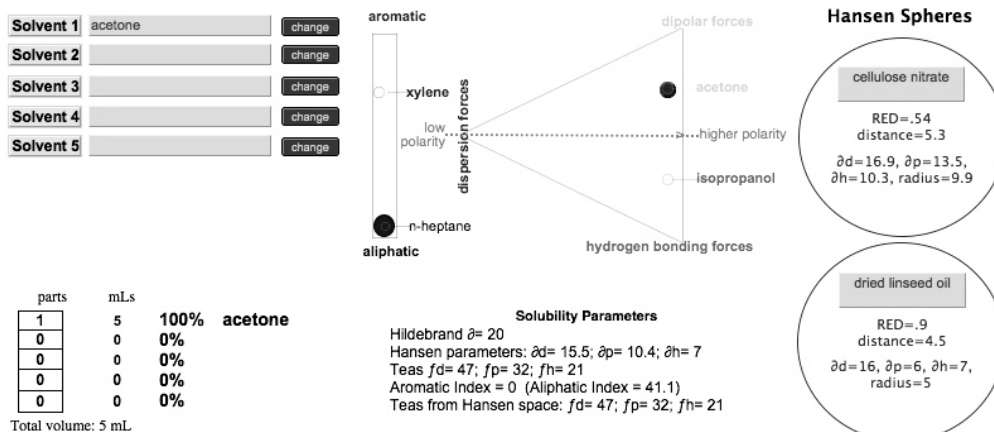 Solvent 1 acetone change
Solvent 2 change
Solvent 3 change
Solvent 4 change
Solvent 5 change
aromatic
xylene
low
polarity
dispersion forces
n-heptane
aliphatic
dipolar forces
acetone
higher polarity
isopropanol
hydrogen bonding forces
Hansen Spheres
cellulose nitrate
RED=.54
distance=5.3
∂d=16.9, ∂p=13.5,
∂h=10.3, radius=9.9
dried linseed oil
RED=.9
distance=4.5
∂d=16, ∂p=6, ∂h=7,
radius=5
parts mLs
1 5 100% acetone
0 0 0%
0 0 0%
0 0 0%
0 0 0%
Total volume: 5 mL
Solubility Parameters
Hildebrand ∂= 20
Hansen parameters: ∂d= 15.5; ∂p= 10.4; ∂h= 7
Teas ƒd= 47; ƒp= 32; ƒh= 21
Aromatic Index = 0 (Aliphatic Index = 41.1)
Teas from Hansen space: ƒd= 47; ƒp= 32; ƒh= 21